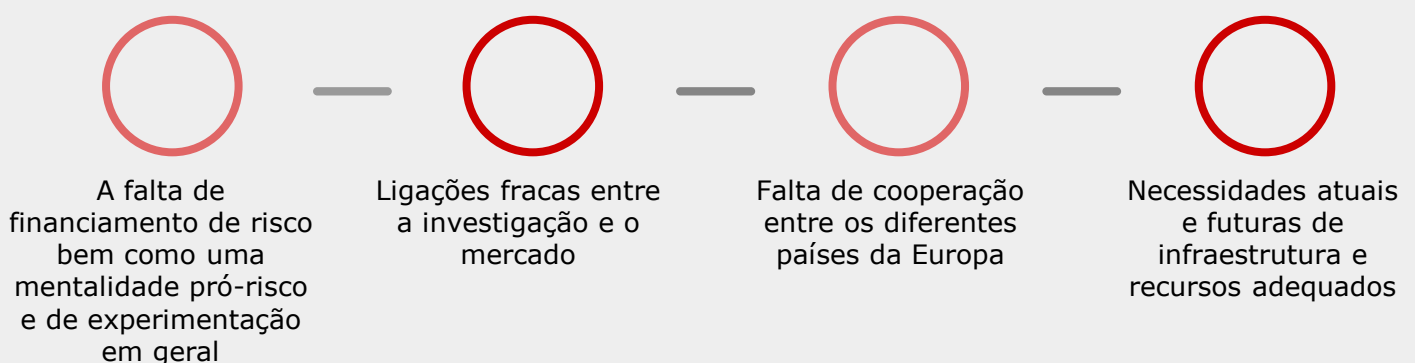 A falta de
financiamento de risco
bem como uma
mentalidade pró-risco
e de experimentação
em geral
Ligações fracas entre
a investigação e o
mercado
Falta de cooperação
entre os diferentes
países da Europa
Necessidades atuais
e futuras de
infraestrutura e
recursos adequados